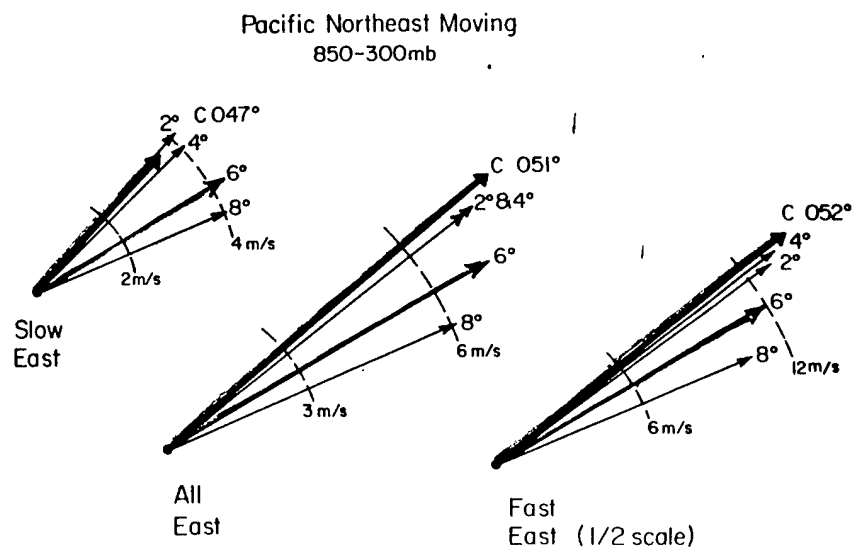 Pacific Northeast Moving
850-300mb
2° C 047°
4°
6°
8°
4 m/s
2m/s
Slow
East
C 051°
2°&4°
6°
8°
6 m/s
3 m/s
All
East
C 052°
4°
2°
6°
8°
12m/s
6 m/s
Fast
East (1/2 scale)